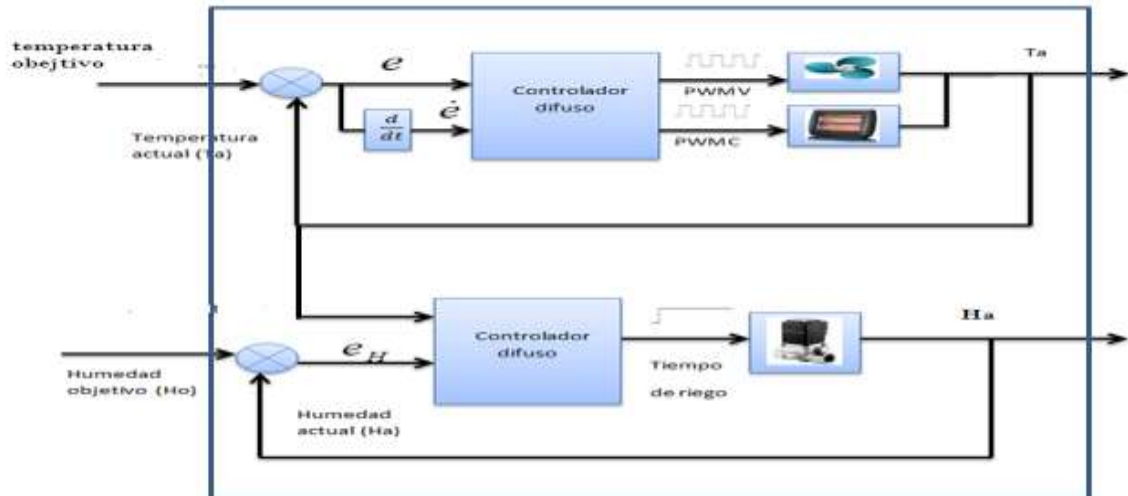 temperatura
obejtivo
e
Controlador
difuso
PWMV
Ta
d
dt
ė
PWMC
Temperatura
actual (Ta)
Controlador
difuso
Ha
e H
Tiempo
de riego
Humedad
objetivo (Ho)
Humedad
actual (Ha)